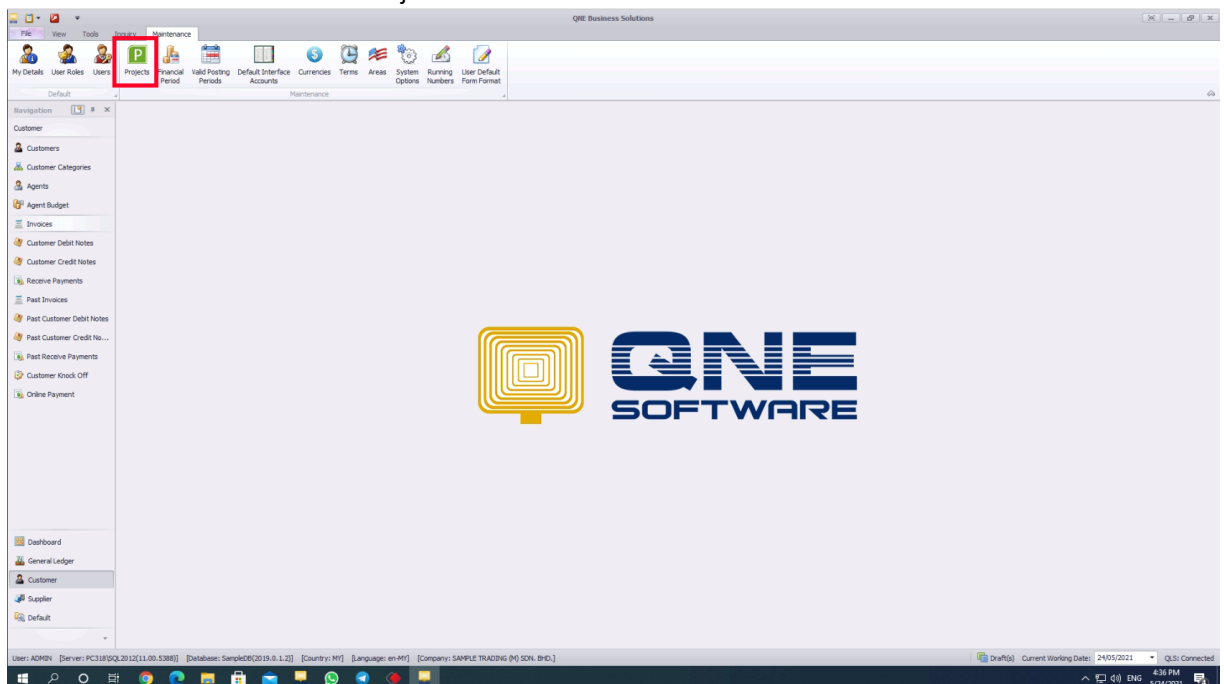 QNE Business Solutions
File View Tools Inquiry Maintenance
My Details User Roles Users Projects Financial Period Valid Posting Periods Default Interface Accounts Currencies Terms Areas System Options Running Numbers User Default Form Format
Default Maintenance
Navigation
Customer
Customers
Customer Categories
Agents
Agent Budget
Invoices
Customer Debit Notes
Customer Credit Notes
Receive Payments
Past Invoices
Past Customer Debit Notes
Past Customer Credit No...
Past Receive Payments
Customer Knock Off
Online Payment
QNE
SOFTWARE
Dashboard
General Ledger
Customer
Supplier
Default
User: ADMIN [Server: PC318\SQL2012(11.00.5388)] [Database: SampleDB(2019.0.1.2)] [Country: MY] [Language: en-MY] [Company: SAMPLE TRADING (M) SDN. BHD.] Draft(s) Current Working Date: 24/05/2021 QLS: Connected
ENG 4:36 PM
5/24/2021